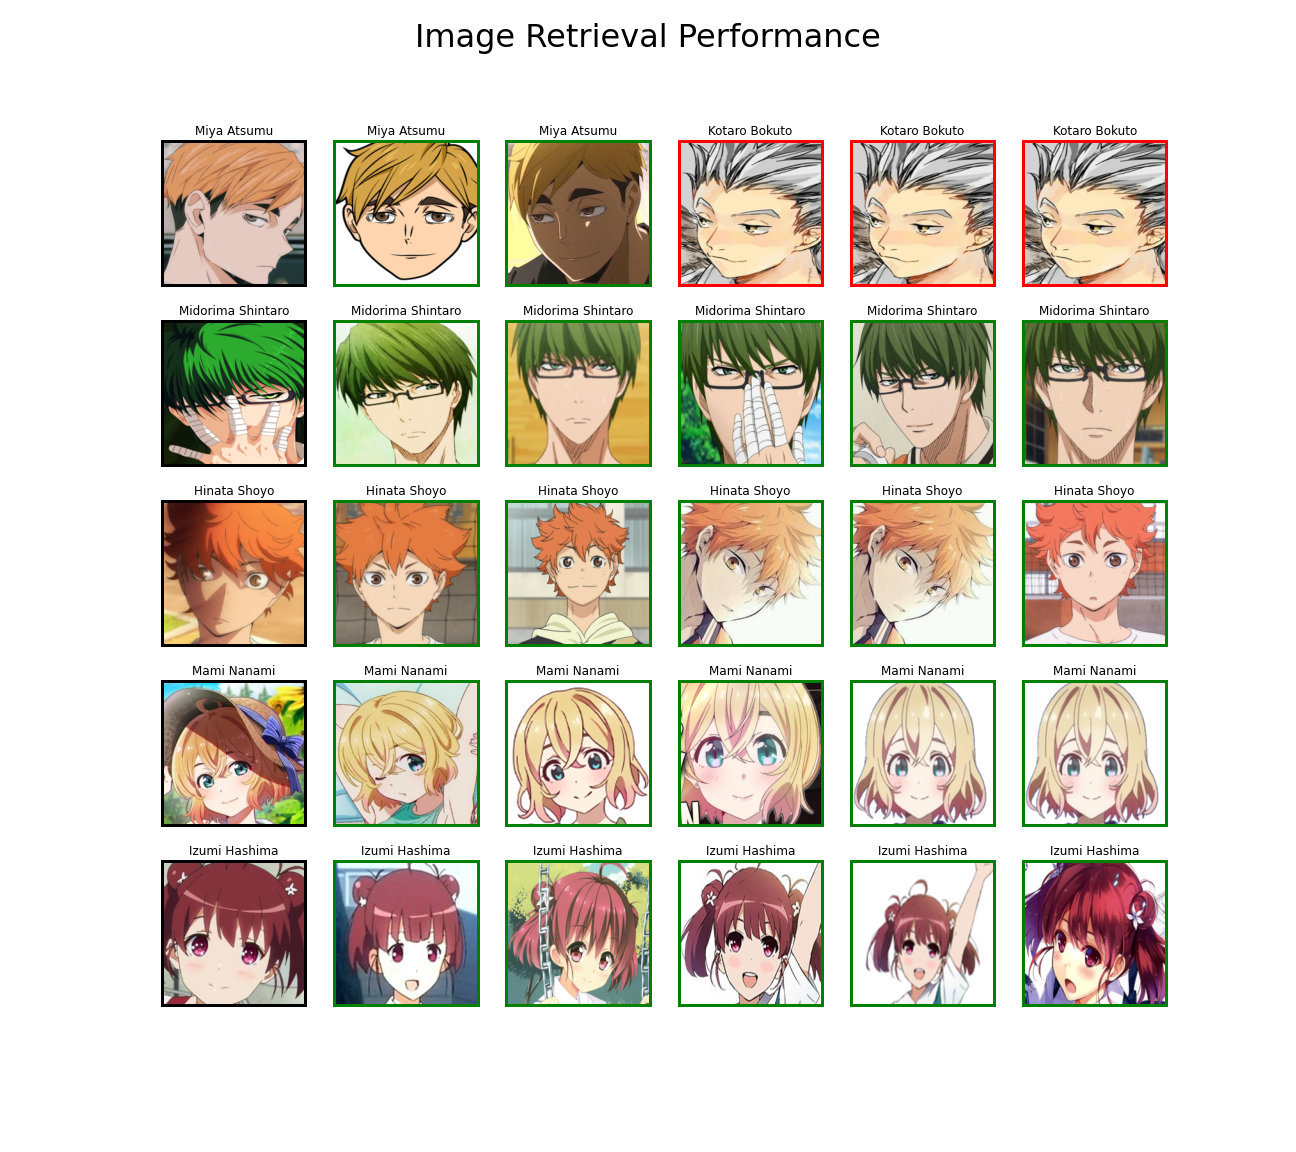 Image Retrieval Performance
Miya Atsumu Miya Atsumu Miya Atsumu Kotaro Bokuto Kotaro Bokuto Kotaro Bokuto
Midorima Shintaro Midorima Shintaro Midorima Shintaro Midorima Shintaro Midorima Shintaro Midorima Shintaro
Hinata Shoyo Hinata Shoyo Hinata Shoyo Hinata Shoyo Hinata Shoyo Hinata Shoyo
Mami Nanami Mami Nanami Mami Nanami Mami Nanami Mami Nanami Mami Nanami
Izumi Hashima Izumi Hashima Izumi Hashima Izumi Hashima Izumi Hashima Izumi Hashima